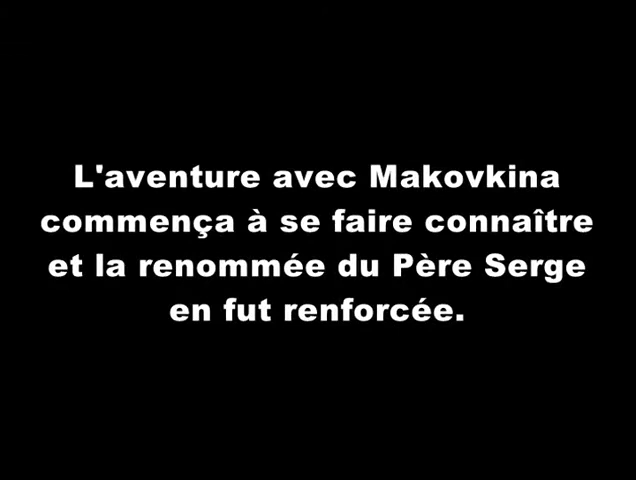 L'aventure avec Makovkina
commença à se faire connaître
et la renommée du Père Serge
en fut renforcée.